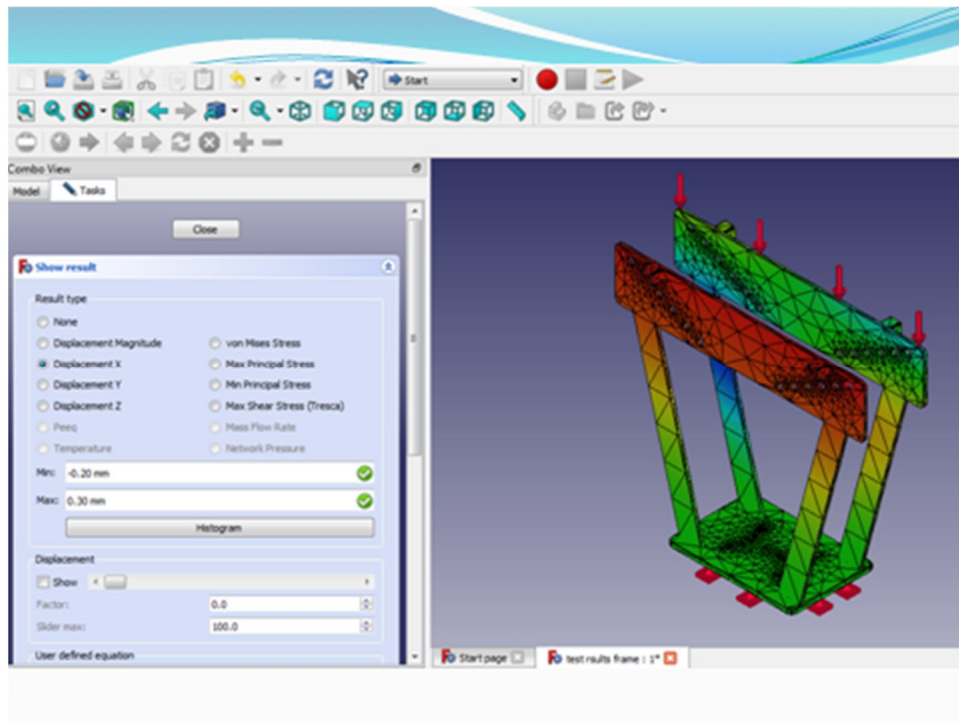 Start
Combo View
Model Tasks
Close
Show result
Result type
None
Displacement Magnitude von Mises Stress
Displacement X Max Principal Stress
Displacement Y Min Principal Stress
Displacement Z Max Shear Stress (Tresca)
Peeq Mass Flow Rate
Temperature Network Pressure
Min: -0.20 mm
Max: 0.30 mm
Histogram
Displacement
Show
Factor: 0.0
Slider max: 100.0
User defined equation
Start page test rsults frame : 1*